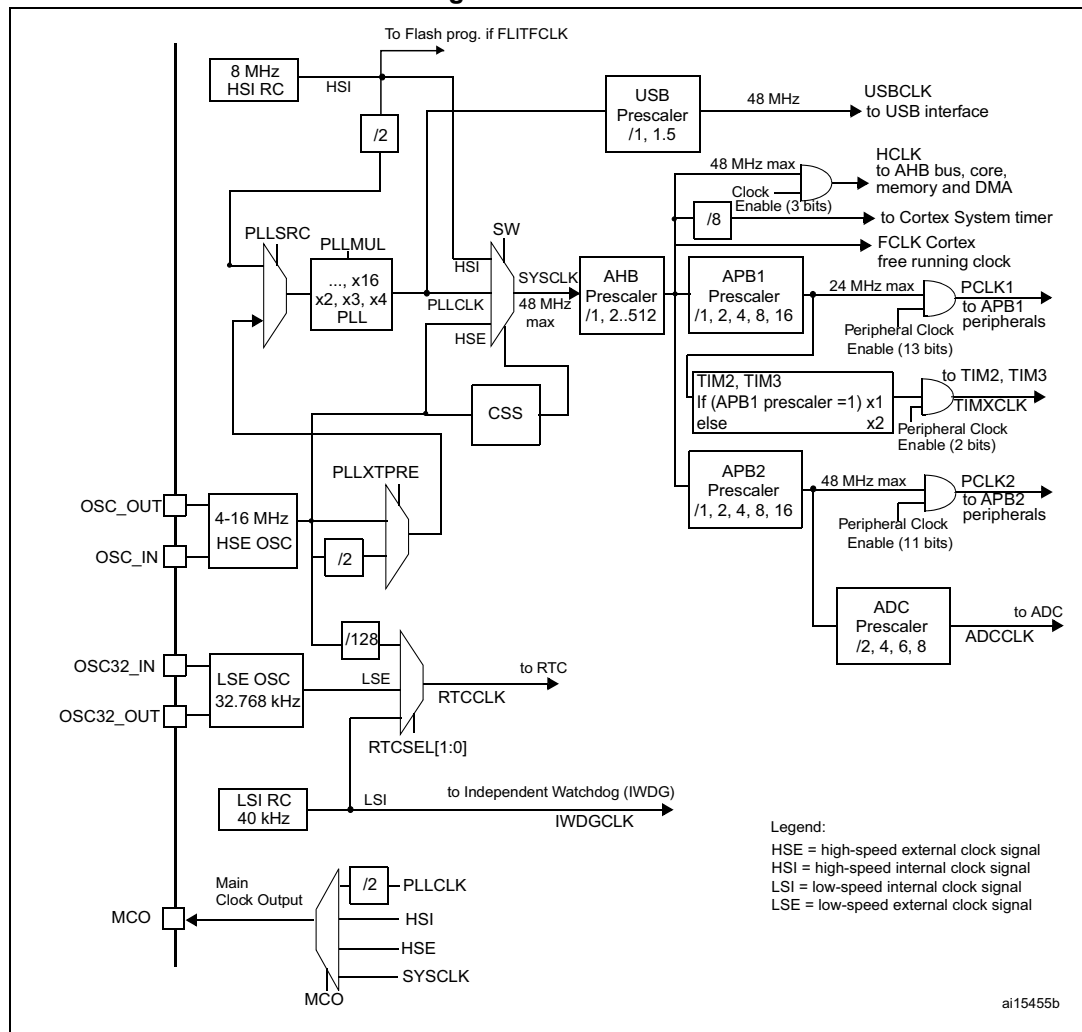 To Flash prog. if FLITFCLK
8 MHz
HSI RC
HSI
/2
USB
Prescaler
/1, 1.5
48 MHz
USBCLK
to USB interface
48 MHz max
HCLK
to AHB bus, core,
memory and DMA
Clock
Enable (3 bits)
/8
to Cortex System timer
FCLK Cortex
free running clock
PLLSRC
PLLMUL
..., x16
x2, x3, x4
PLL
SW
HSI
PLLCLK
HSE
SYSCLK
48 MHz
max
AHB
Prescaler
/1, 2..512
APB1
Prescaler
/1, 2, 4, 8, 16
24 MHz max
PCLK1
to APB1
peripherals
Peripheral Clock
Enable (13 bits)
TIM2, TIM3
If (APB1 prescaler =1) x1
else x2
to TIM2, TIM3
TIMXCLK
Peripheral Clock
Enable (2 bits)
CSS
PLLXTPRE
OSC_OUT
OSC_IN
4-16 MHz
HSE OSC
/2
APB2
Prescaler
/1, 2, 4, 8, 16
48 MHz max
PCLK2
to APB2
peripherals
Peripheral Clock
Enable (11 bits)
ADC
Prescaler
/2, 4, 6, 8
to ADC
ADCCLK
/128
OSC32_IN
OSC32_OUT
LSE OSC
32.768 kHz
LSE
to RTC
RTCCLK
RTCSEL[1:0]
LSI RC
40 kHz
LSI
to Independent Watchdog (IWDG)
IWDGCLK
Legend:
HSE = high-speed external clock signal
HSI = high-speed internal clock signal
LSI = low-speed internal clock signal
LSE = low-speed external clock signal
MCO
Main
Clock Output
/2
PLLCLK
HSI
HSE
SYSCLK
MCO
ai15455b